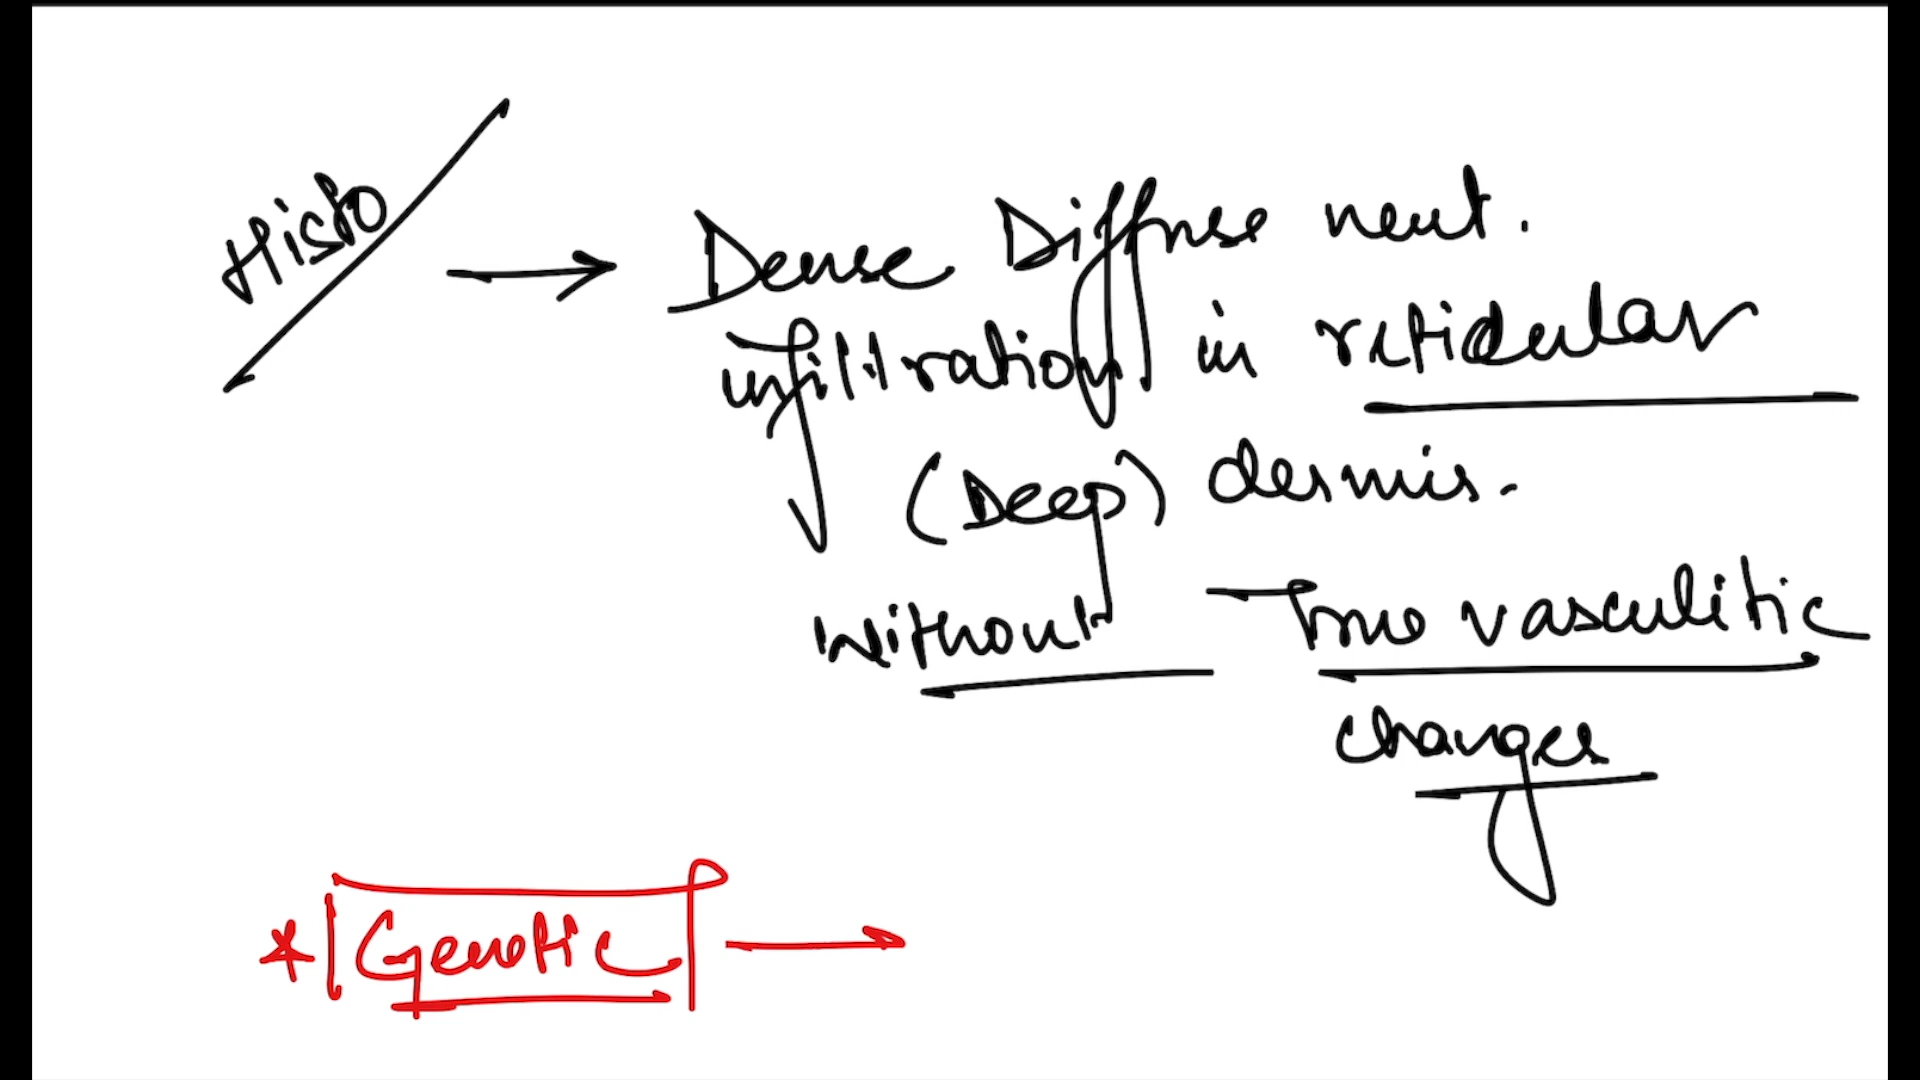 Histo → Dense Diffuse neut.
infiltration in reticular
(Deep) dermis.
without True vasculitic
changes
* Genetic →